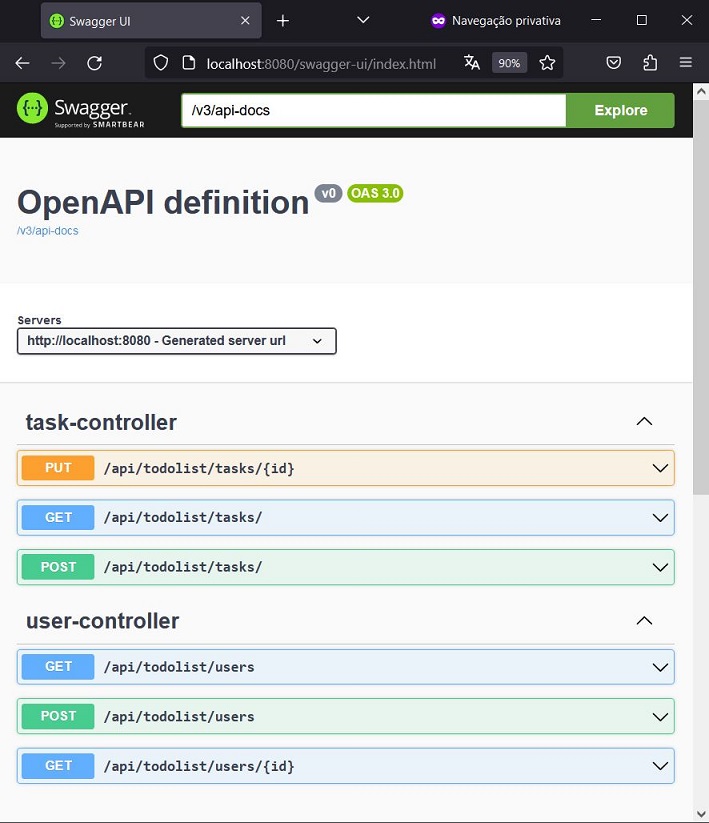 Swagger UI
Navegação privativa
localhost:8080/swagger-ui/index.html
90%
Swagger.
Supported by SMARTBEAR
/v3/api-docs
Explore
OpenAPI definition v0 OAS 3.0
/v3/api-docs
Servers
http://localhost:8080 - Generated server url
task-controller
PUT /api/todolist/tasks/{id}
GET /api/todolist/tasks/
POST /api/todolist/tasks/
user-controller
GET /api/todolist/users
POST /api/todolist/users
GET /api/todolist/users/{id}